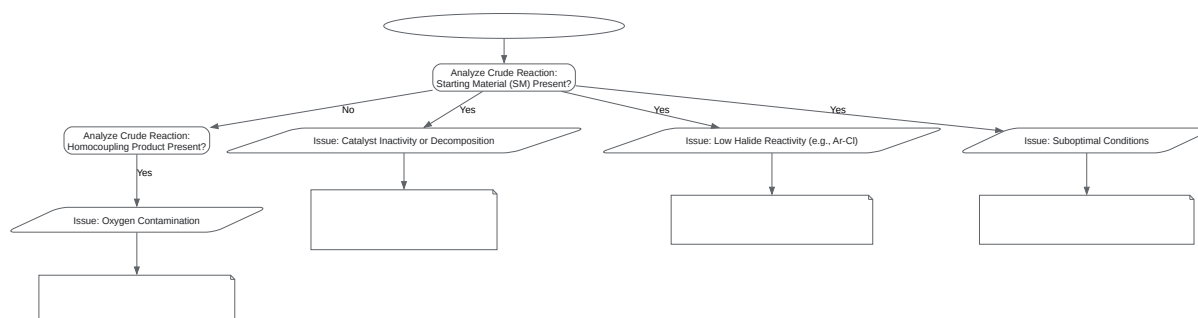 Analyze Crude Reaction:
Starting Material (SM) Present?
No
Yes
Yes
Yes
Analyze Crude Reaction:
Homocoupling Product Present?
Issue: Catalyst Inactivity or Decomposition
Issue: Low Halide Reactivity (e.g., Ar-Cl)
Issue: Suboptimal Conditions
Yes
Issue: Oxygen Contamination